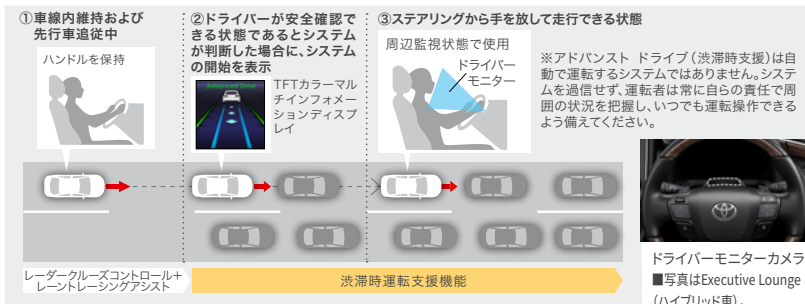 ①車線内維持および
先行車追従中
ハンドルを保持
②ドライバーが安全確認で
きる状態であるとシステム
が判断した場合に、システム
の開始を表示
Advanced Drive
TFTカラーマル
チインフォメー
ションディスプ
レイ
③ステアリングから手を放して走行できる状態
周辺監視状態で使用
ドライバー
モニター
※アドバンスト ドライブ(渋滞時支援)は自
動で運転するシステムではありません。システ
ムを過信せず、運転者は常に自らの責任で周
囲の状況を把握し、いつでも運転操作できる
よう備えてください。
レーダークルーズコントロール+
レーントレーシングアシスト
渋滞時運転支援機能
TOYOTA
ドライバーモニターカメラ
■写真はExecutive Lounge
(ハイブリッド車)。